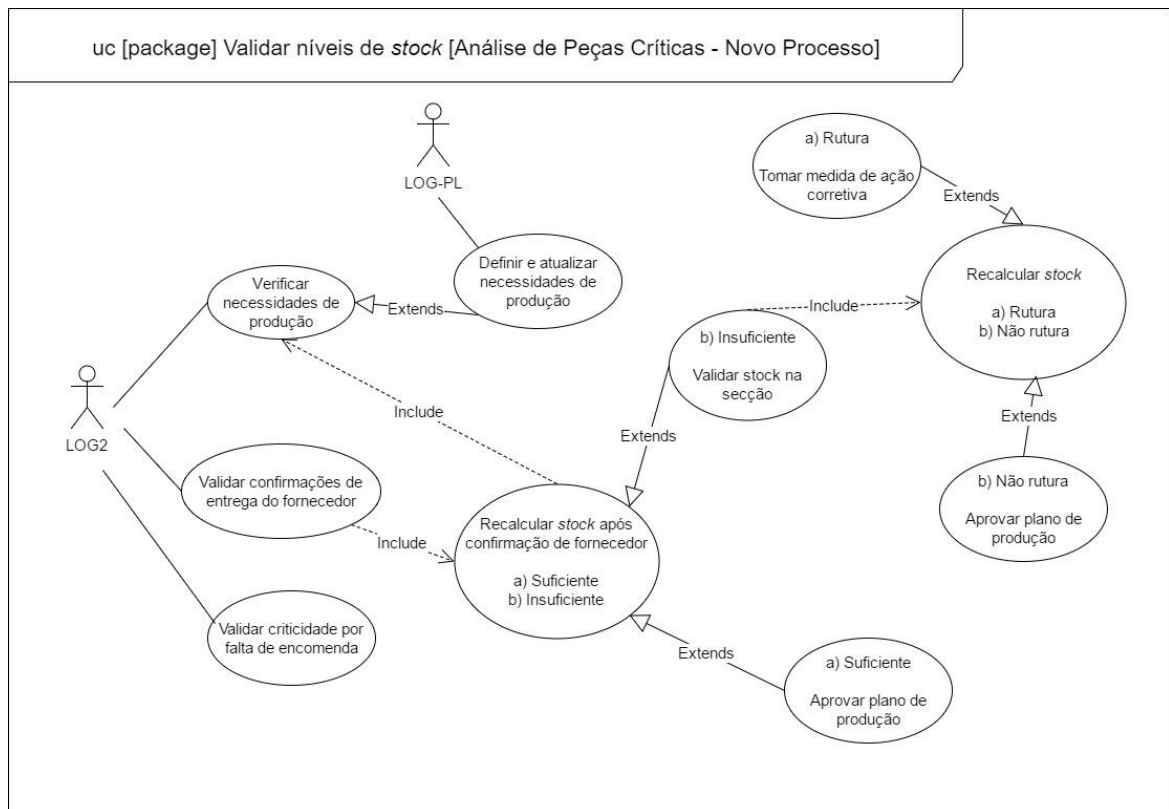 uc [package] Validar níveis de stock [Análise de Peças Críticas - Novo Processo]
LOG-PL
a) Rutura
Tomar medida de ação
corretiva
Extends
Definir e atualizar
necessidades de
produção
Verificar
necessidades de
produção
Extends
Recalcular stock
a) Rutura
b) Não rutura
Include
b) Insuficiente
Validar stock na
secção
LOG2
Include
Extends
Extends
Validar confirmações de
entrega do fornecedor
Include
Recalcular stock após
confirmação de fornecedor
a) Suficiente
b) Insuficiente
b) Não rutura
Aprovar plano de
produção
Validar criticidade por
falta de encomenda
Extends
a) Suficiente
Aprovar plano de
produção